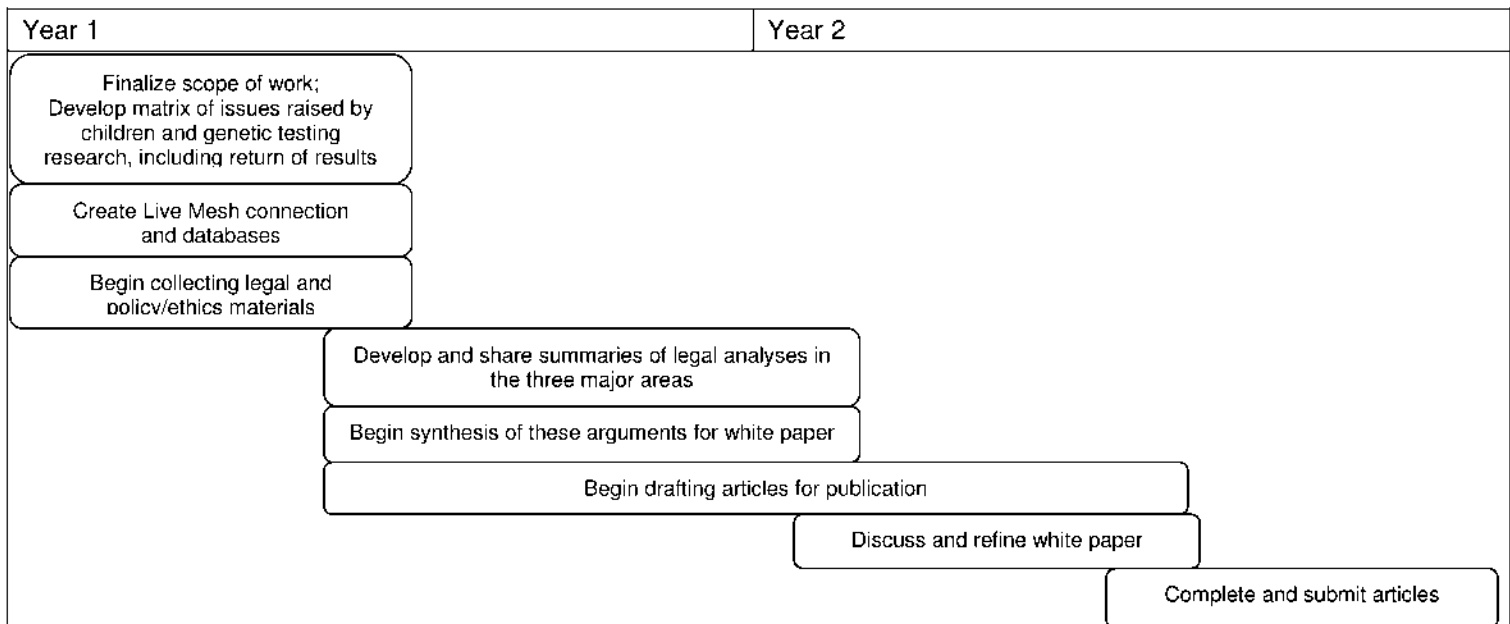 Year 1
Year 2
Finalize scope of work;
Develop matrix of issues raised by
children and genetic testing
research, including return of results
Create Live Mesh connection
and databases
Begin collecting legal and
policy/ethics materials
Develop and share summaries of legal analyses in
the three major areas
Begin synthesis of these arguments for white paper
Begin drafting articles for publication
Discuss and refine white paper
Complete and submit articles